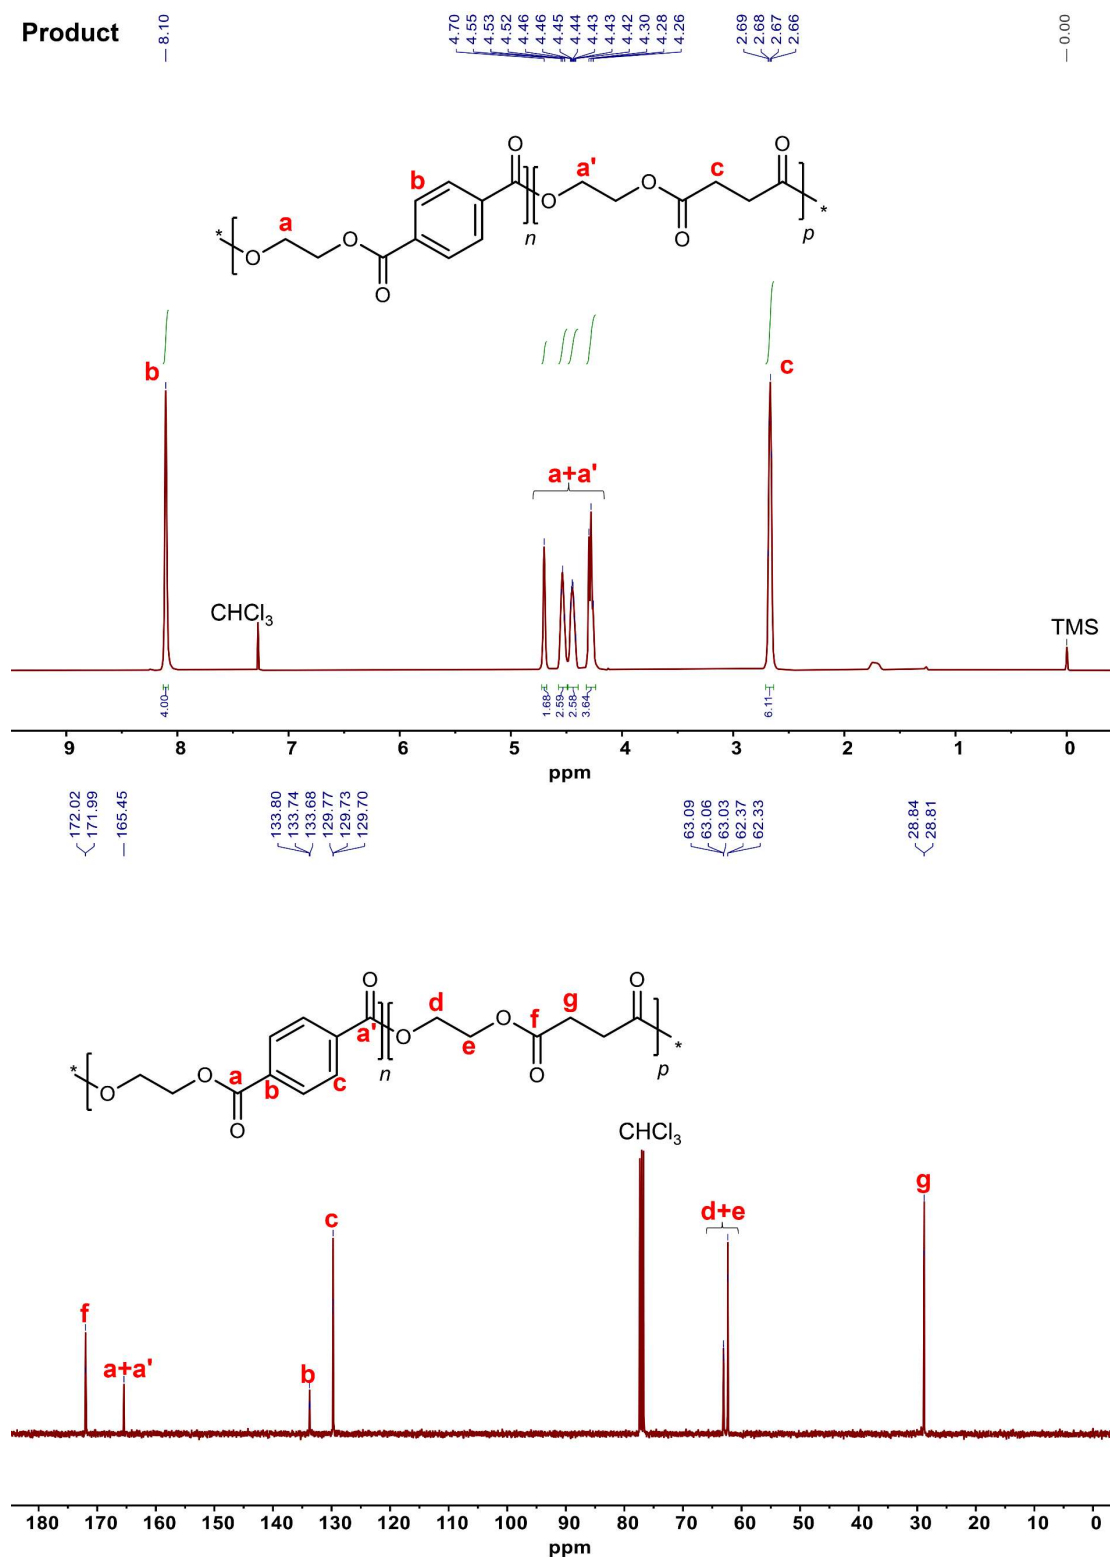 Product
8.10
4.70
4.55
4.53
4.52
4.46
4.46
4.45
4.44
4.43
4.43
4.42
4.30
4.28
4.26
2.69
2.68
2.67
2.66
0.00
O
b
a'
O
c
O
*
a
O
O
n
O
O
p
*
O
O
b
c
a+a'
CHCl3
TMS
4.00
1.68
2.59
2.58
3.64
6.11
9 8 7 6 5 4 3 2 1 0
ppm
172.02
171.99
165.45
133.80
133.74
133.68
129.77
129.73
129.70
63.09
63.06
63.03
62.37
62.33
28.84
28.81
O
O
d
O
f
g
a'
O
e
*
O
a
b
c
n
O
p
*
O
O
CHCl3
g
c
d+e
f
a+a'
b
180 170 160 150 140 130 120 110 100 90 80 70 60 50 40 30 20 10 0
ppm